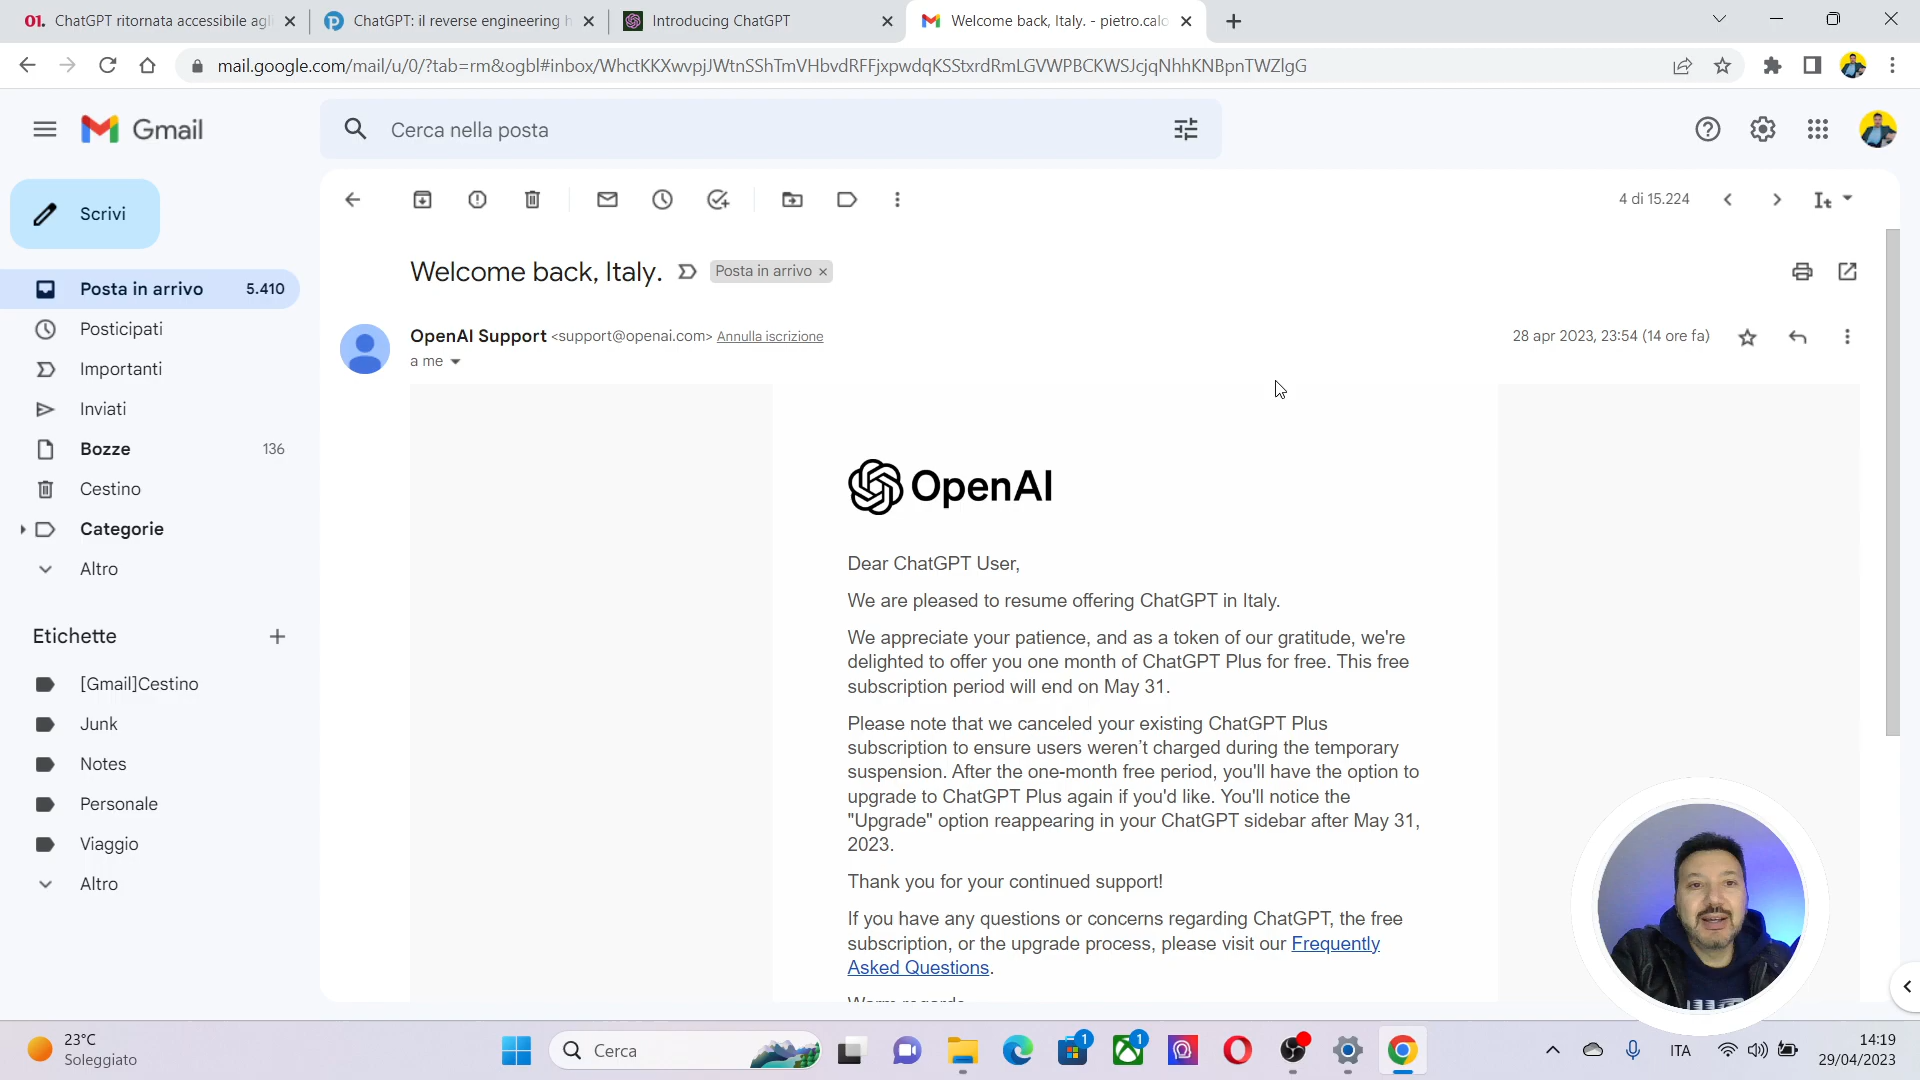 01. ChatGPT ritornata accessibile agli
ChatGPT: il reverse engineering h
Introducing ChatGPT
Welcome back, Italy. - pietro.calo
mail.google.com/mail/u/0/?tab=rm&ogbl#inbox/WhctKKXwvpjJWtnSShTmVHbvdRFFjxpwdqKSStxrdRmLGVWPBCKWSJcjqNhhKNBpnTWZlgG
Gmail
Cerca nella posta
Scrivi
4 di 15.224
Posta in arrivo 5.410
Posticipati
Importanti
Inviati
Bozze 136
Cestino
Categorie
Altro
Etichette
[Gmail]Cestino
Junk
Notes
Personale
Viaggio
Altro
Welcome back, Italy. Posta in arrivo
OpenAI Support <support@openai.com> Annulla iscrizione
28 apr 2023, 23:54 (14 ore fa)
a me
OpenAI
Dear ChatGPT User,
We are pleased to resume offering ChatGPT in Italy.
We appreciate your patience, and as a token of our gratitude, we're
delighted to offer you one month of ChatGPT Plus for free. This free
subscription period will end on May 31.
Please note that we canceled your existing ChatGPT Plus
subscription to ensure users weren’t charged during the temporary
suspension. After the one-month free period, you'll have the option to
upgrade to ChatGPT Plus again if you'd like. You'll notice the
"Upgrade" option reappearing in your ChatGPT sidebar after May 31,
2023.
Thank you for your continued support!
If you have any questions or concerns regarding ChatGPT, the free
subscription, or the upgrade process, please visit our Frequently
Asked Questions.
Warm regards
23°C
Soleggiato
Cerca
1
1
ITA
14:19
29/04/2023